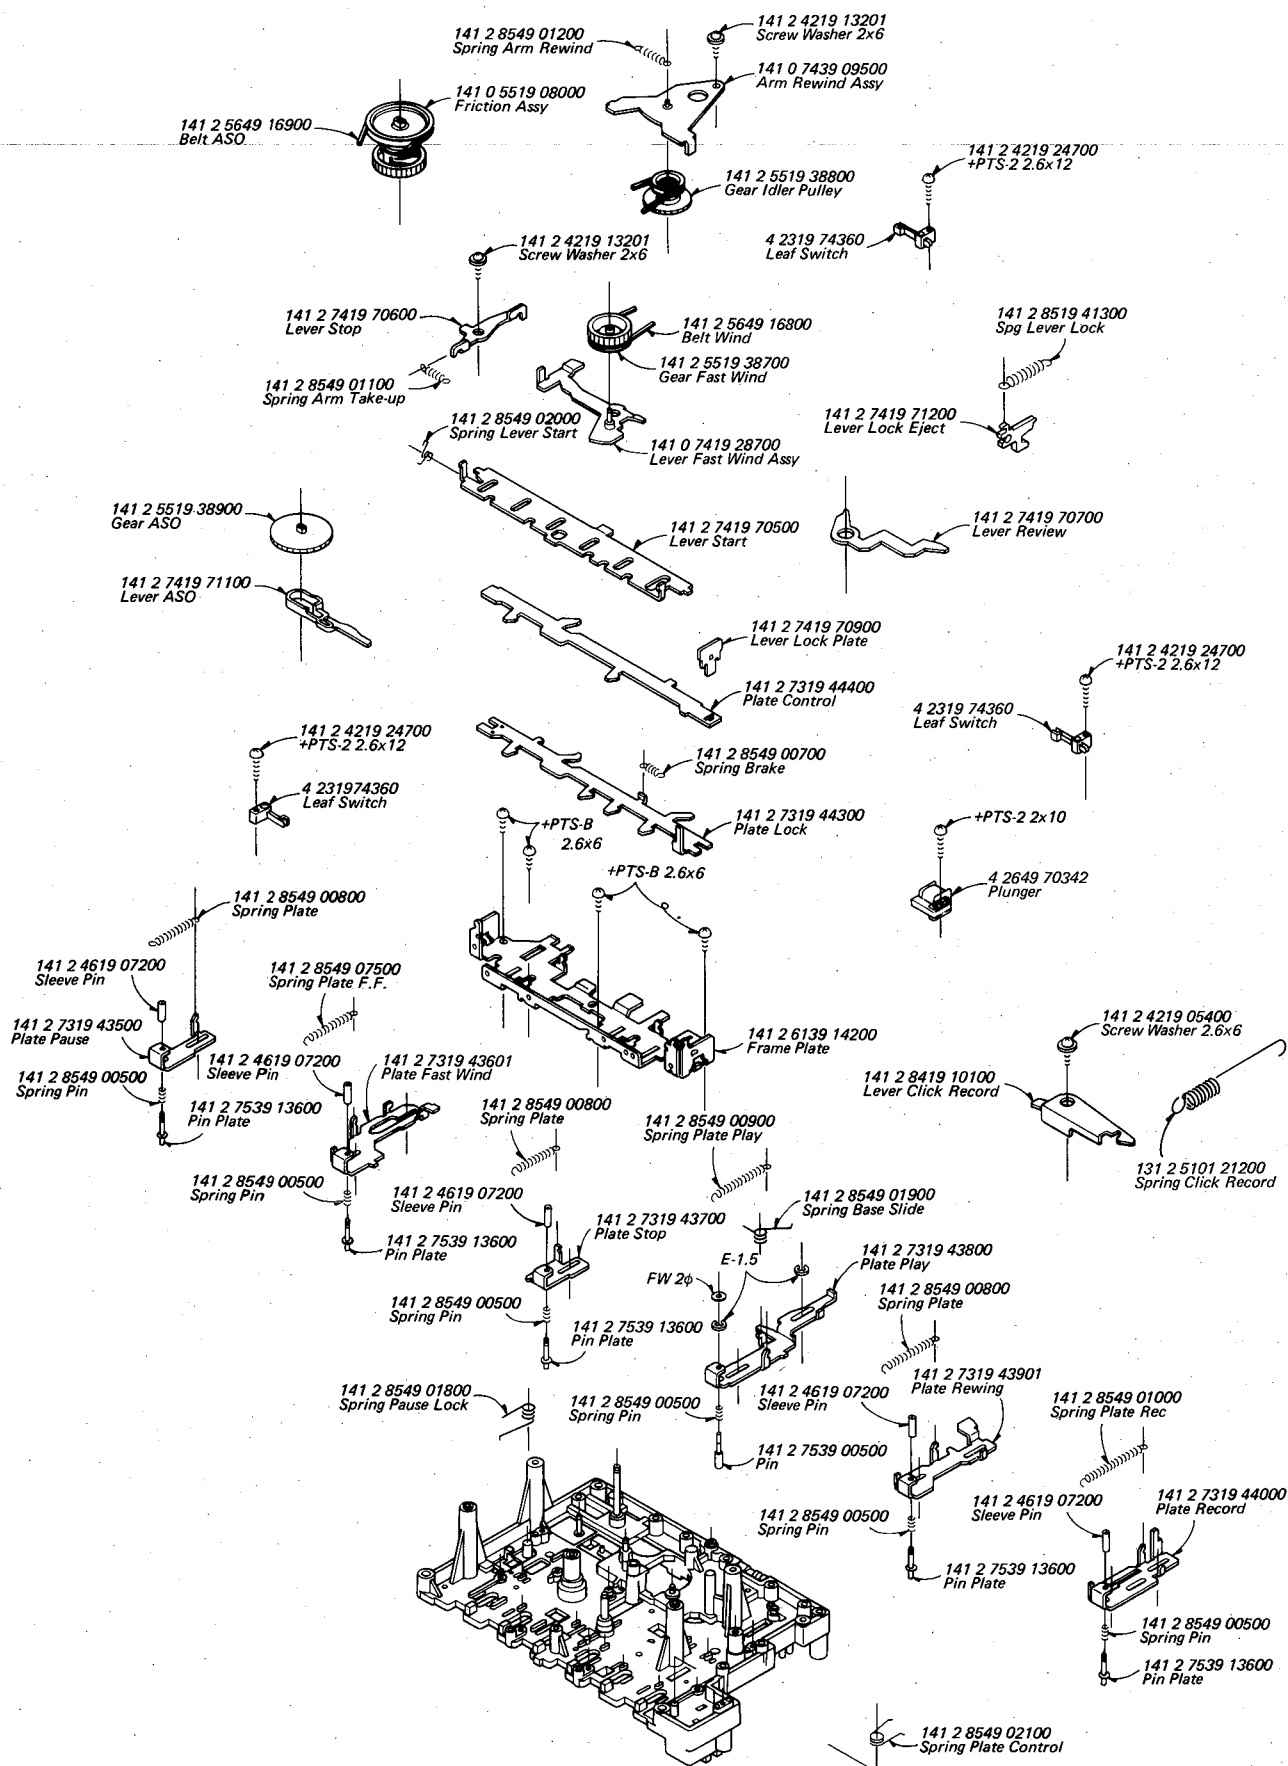 141 2 8549 01200
Spring Arm Rewind
141 2 4219 13201
Screw Washer 2x6
141 0 7439 09500
Arm Rewind Assy
141 0 5519 08000
Friction Assy
141 2 5649 16900
Belt ASO
141 2 4219 24700
+PTS-2 2.6x12
141 2 5519 38800
Gear Idler Pulley
4 2319 74360
Leaf Switch
141 2 4219 13201
Screw Washer 2x6
141 2 7419 70600
Lever Stop
141 2 5649 16800
Belt Wind
141 2 8519 41300
Spg Lever Lock
141 2 5519 38700
Gear Fast Wind
141 2 8549 01100
Spring Arm Take-up
141 2 8549 02000
Spring Lever Start
141 2 7419 71200
Lever Lock Eject
141 0 7419 28700
Lever Fast Wind Assy
141 2 5519 38900
Gear ASO
141 2 7419 70500
Lever Start
141 2 7419 70700
Lever Review
141 2 7419 71100
Lever ASO
141 2 7419 70900
Lever Lock Plate
141 2 4219 24700
+PTS-2 2.6x12
141 2 7319 44400
Plate Control
4 2319 74360
Leaf Switch
141 2 4219 24700
+PTS-2 2.6x12
141 2 8549 00700
Spring Brake
4 231974360
Leaf Switch
141 2 7319 44300
Plate Lock
+PTS-B
2.6x6
+PTS-2 2x10
+PTS-B 2.6x6
4 2649 70342
Plunger
141 2 8549 00800
Spring Plate
141 2 4619 07200
Sleeve Pin
141 2 8549 07500
Spring Plate F.F.
141 2 7319 43500
Plate Pause
141 2 4219 05400
Screw Washer 2.6x6
141 2 6139 14200
Frame Plate
141 2 4619 07200
Sleeve Pin
141 2 7319 43601
Plate Fast Wind
141 2 8549 00500
Spring Pin
141 2 8419 10100
Lever Click Record
141 2 7539 13600
Pin Plate
141 2 8549 00800
Spring Plate
141 2 8549 00900
Spring Plate Play
131 2 5101 21200
Spring Click Record
141 2 8549 00500
Spring Pin
141 2 4619 07200
Sleeve Pin
141 2 8549 01900
Spring Base Slide
141 2 7319 43700
Plate Stop
141 2 7539 13600
Pin Plate
E-1.5
141 2 7319 43800
Plate Play
FW 2φ
141 2 8549 00800
Spring Plate
141 2 8549 00500
Spring Pin
141 2 7539 13600
Pin Plate
141 2 7319 43901
Plate Rewing
141 2 8549 01800
Spring Pause Lock
141 2 8549 00500
Spring Pin
141 2 4619 07200
Sleeve Pin
141 2 8549 01000
Spring Plate Rec
141 2 7539 00500
Pin
141 2 4619 07200
Sleeve Pin
141 2 7319 44000
Plate Record
141 2 8549 00500
Spring Pin
141 2 7539 13600
Pin Plate
141 2 8549 00500
Spring Pin
141 2 7539 13600
Pin Plate
141 2 8549 02100
Spring Plate Control